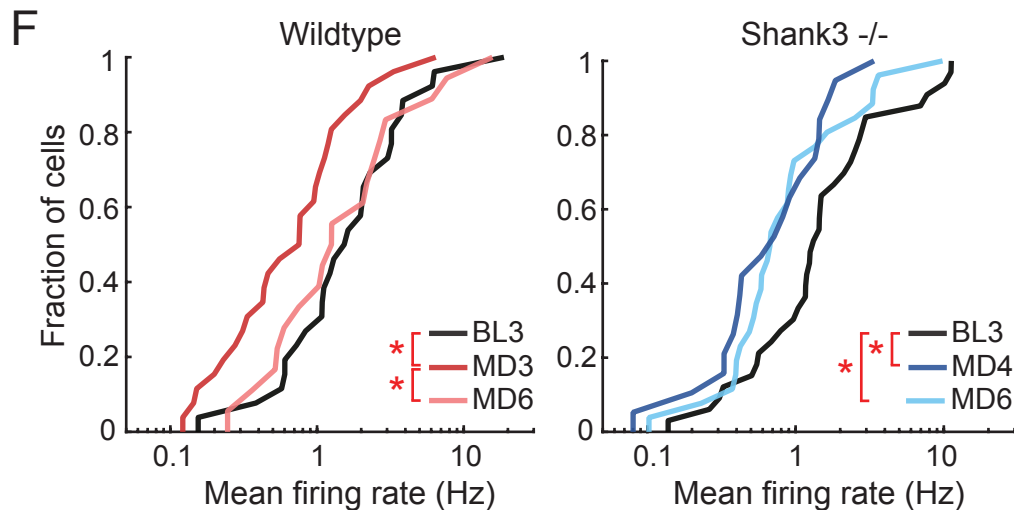 F
Wildtype
Shank3 -/-
Fraction of cells
1
0.8
0.6
0.4
0.2
0
BL3
MD3
MD6
*
*
0.1
1
10
Mean firing rate (Hz)
1
0.8
0.6
0.4
0.2
0
BL3
MD4
MD6
*
*
0.1
1
10
Mean firing rate (Hz)